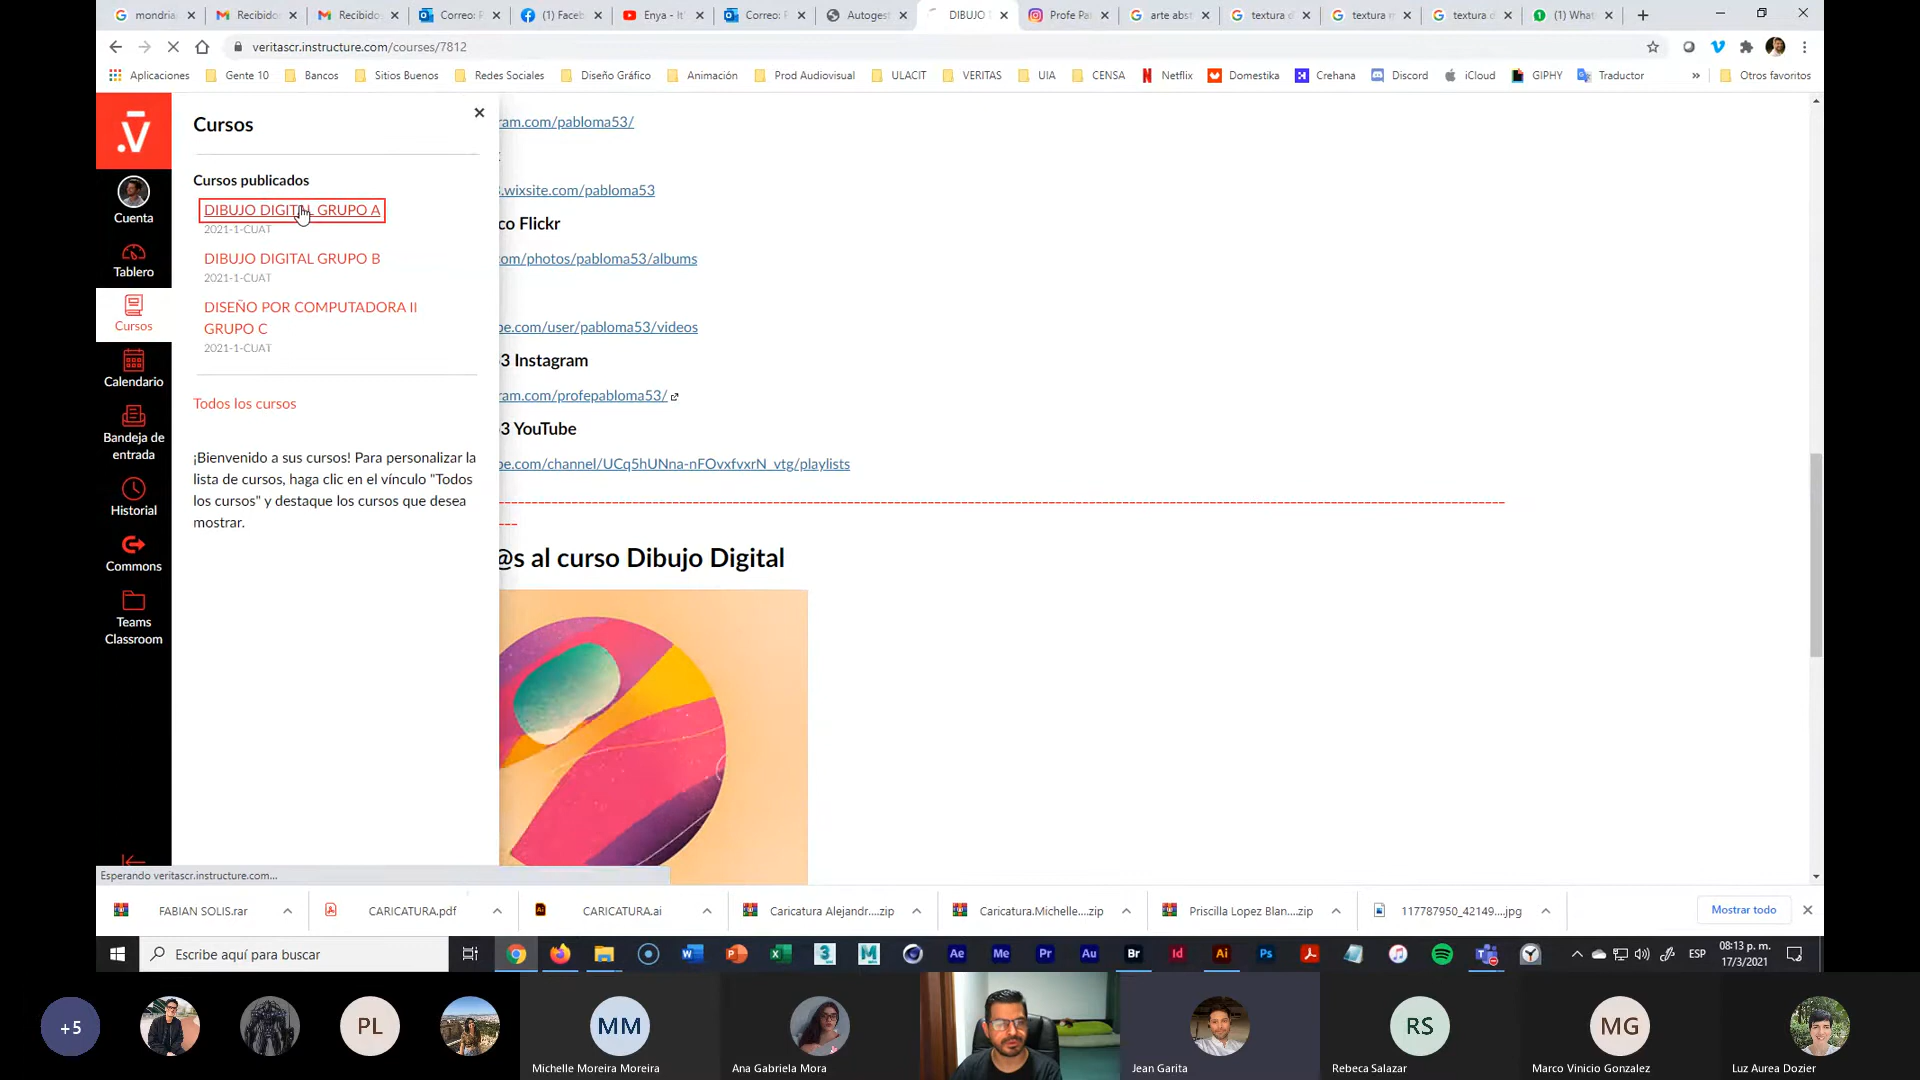 mondria
Recibidos
Recibido
Correo: P
(1) Faceb
Enya - It'
Correo: P
Autogest
DIBUJO
Profe Pa
arte abst
textura d
textura m
textura d
(1) What
veritascr.instructure.com/courses/7812
Aplicaciones
Gente 10
Bancos
Sitios Buenos
Redes Sociales
Diseño Gráfico
Animación
Prod Audiovisual
ULACIT
VERITAS
UIA
CENSA
Netflix
Domestika
Crehana
Discord
iCloud
GIPHY
Traductor
»
Otros favoritos
.V
Cuenta
Tablero
Cursos
Calendario
Bandeja de
entrada
Historial
Commons
Teams
Classroom
Cursos
Cursos publicados
DIBUJO DIGITAL GRUPO A
2021-1-CUAT
DIBUJO DIGITAL GRUPO B
2021-1-CUAT
DISEÑO POR COMPUTADORA II
GRUPO C
2021-1-CUAT
Todos los cursos
¡Bienvenido a sus cursos! Para personalizar la
lista de cursos, haga clic en el vínculo "Todos
los cursos" y destaque los cursos que desea
mostrar.
ram.com/pabloma53/
.wixsite.com/pabloma53
co Flickr
om/photos/pabloma53/albums
be.com/user/pabloma53/videos
3 Instagram
ram.com/profepabloma53/
3 YouTube
be.com/channel/UCq5hUNna-nFOvxfvxrN_vtg/playlists
@s al curso Dibujo Digital
Esperando veritascr.instructure.com...
FABIAN SOLIS.rar
CARICATURA.pdf
CARICATURA.ai
Caricatura Alejandr....zip
Caricatura.Michelle....zip
Priscilla Lopez Blan....zip
117787950_42149....jpg
Mostrar todo
Escribe aquí para buscar
ESP
08:13 p. m.
17/3/2021
+5
PL
MM
Michelle Moreira Moreira
Ana Gabriela Mora
Jean Garita
RS
Rebeca Salazar
MG
Marco Vinicio Gonzalez
Luz Aurea Dozier